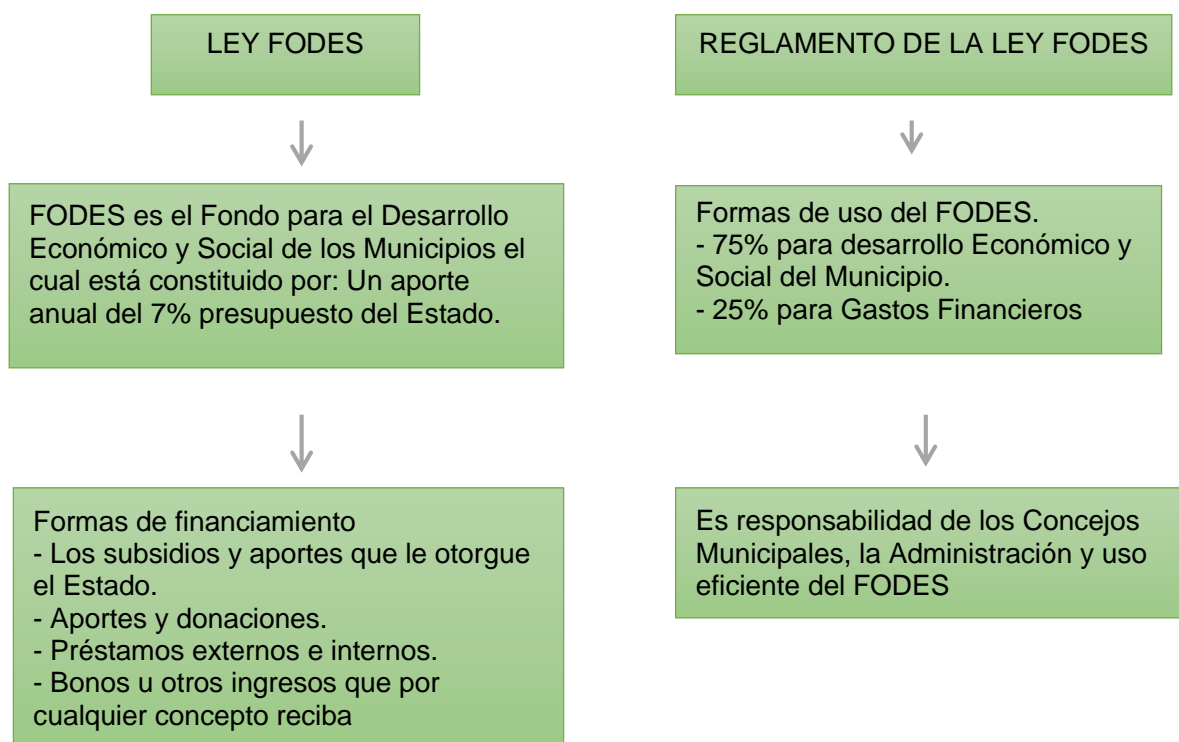 LEY FODES
FODES es el Fondo para el Desarrollo
Económico y Social de los Municipios el
cual está constituido por: Un aporte
anual del 7% presupuesto del Estado.
Formas de financiamiento
- Los subsidios y aportes que le otorgue
el Estado.
- Aportes y donaciones.
- Préstamos externos e internos.
- Bonos u otros ingresos que por
cualquier concepto reciba
REGLAMENTO DE LA LEY FODES
Formas de uso del FODES.
- 75% para desarrollo Económico y
Social del Municipio.
- 25% para Gastos Financieros
Es responsabilidad de los Concejos
Municipales, la Administración y uso
eficiente del FODES